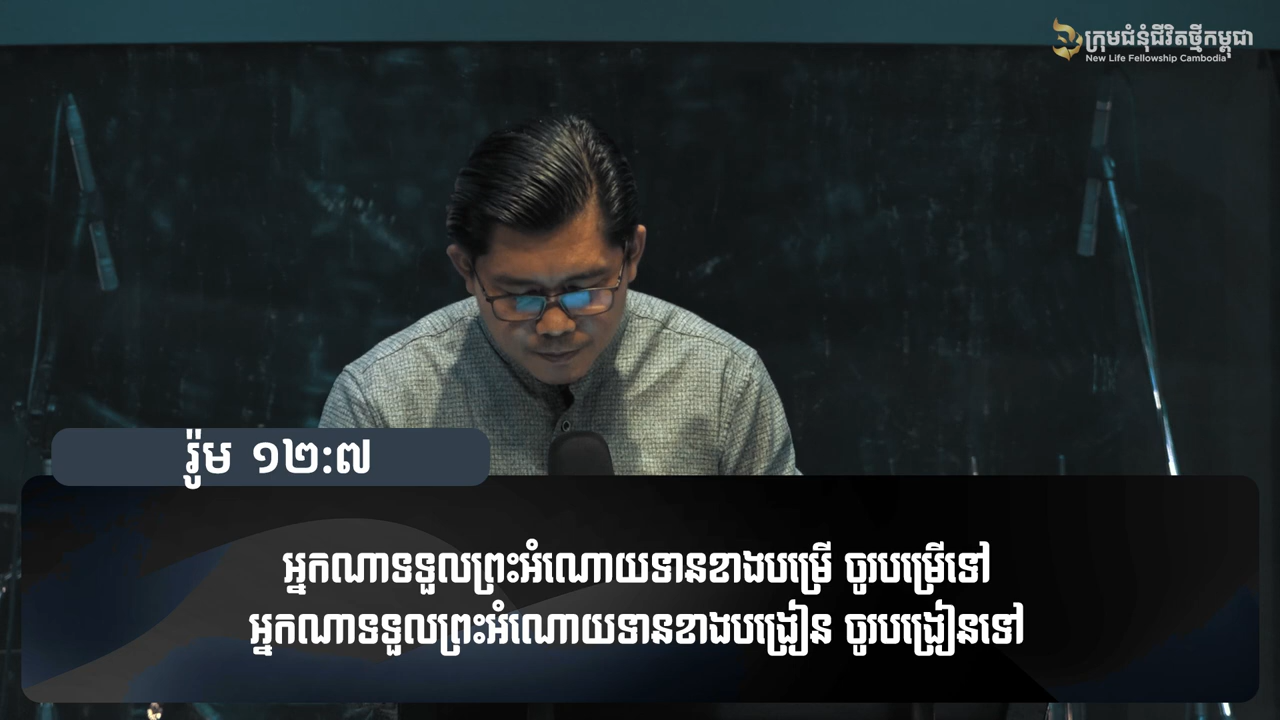 ក្រុមជំនុំជីវិតថ្មីកម្ពុជា
New Life Fellowship Cambodia
រ៉ូម ១២:៧
អ្នកណាទទួលព្រះអំណោយទានខាងបម្រើ ចូរបម្រើទៅ
អ្នកណាទទួលព្រះអំណោយទានខាងបង្រៀន ចូរបង្រៀនទៅ